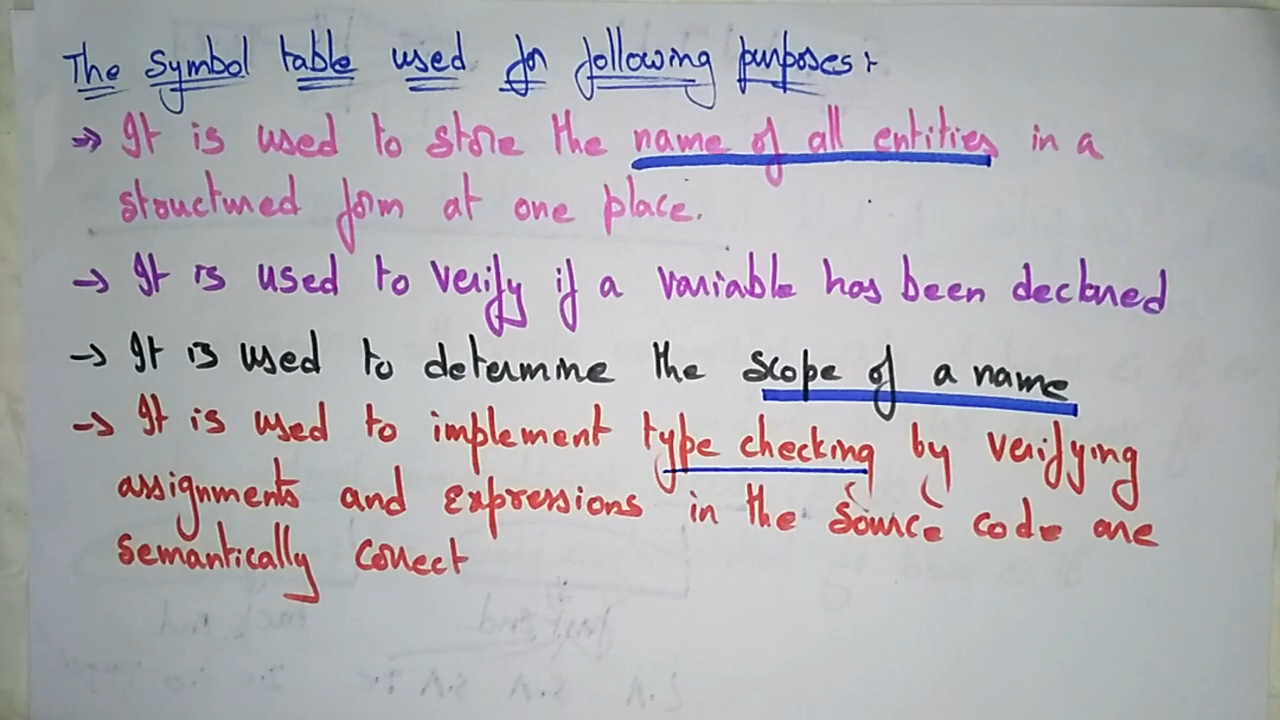 The symbol table used for following purposes:
→ It is used to store the name of all entities in a
structured form at one place.
→ It is used to verify if a variable has been declared
→ It is used to determine the scope of a name
→ It is used to implement type checking by verifying
assignments and expressions in the source code are
semantically correct